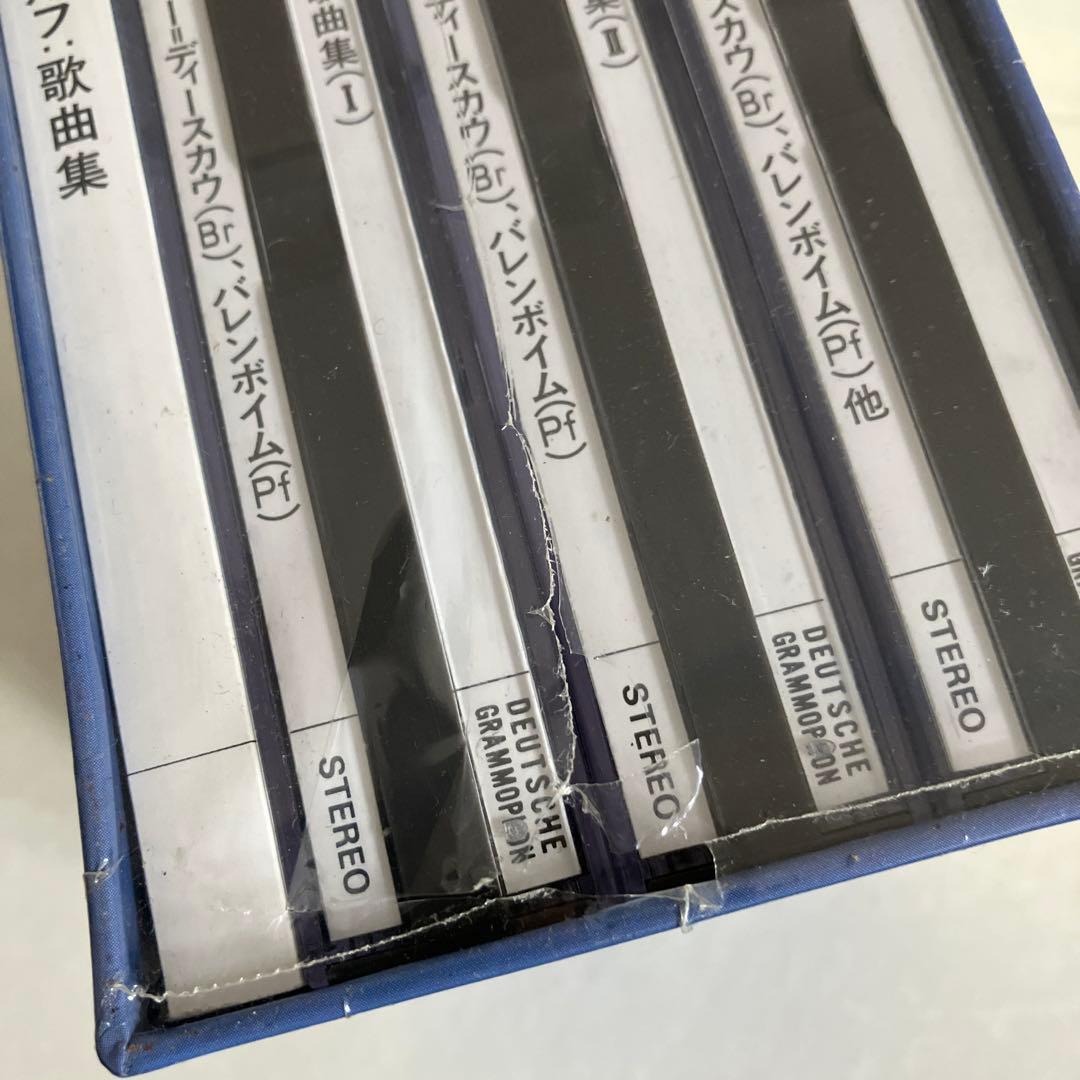 フ:歌曲集
=ディースカウ(Br)、バレンボイム(Pf)
STEREO
曲集(Ⅰ)
DEUTSCHE
GRAMMOPHON
ディースカウ(Br)、バレンボイム(Pf)
STEREO
集(Ⅱ)
DEUTSCHE
GRAMMOPHON
スカウ(Br)、バレンボイム(Pf)他
STEREO